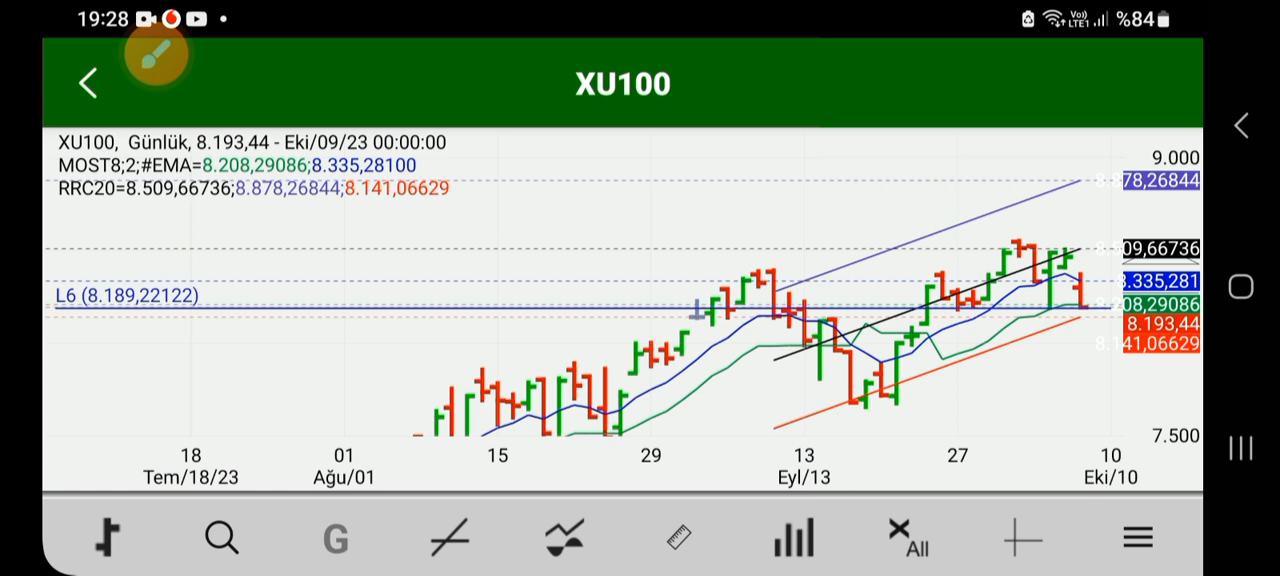 19:28 Vo)) LTE1 %84
XU100
XU100, Günlük, 8.193,44 - Eki/09/23 00:00:00
MOST8;2;#EMA=8.208,29086;8.335,28100
RRC20=8.509,66736;8.878,26844;8.141,06629
9.000
8.878,26844
8.509,66736
8.335,281
L6 (8.189,22122)
8.208,29086
8.193,44
8.141,06629
7.500
18 01 15 29 13 27 10
Tem/18/23 Ağu/01 Eyl/13 Eki/10
G All